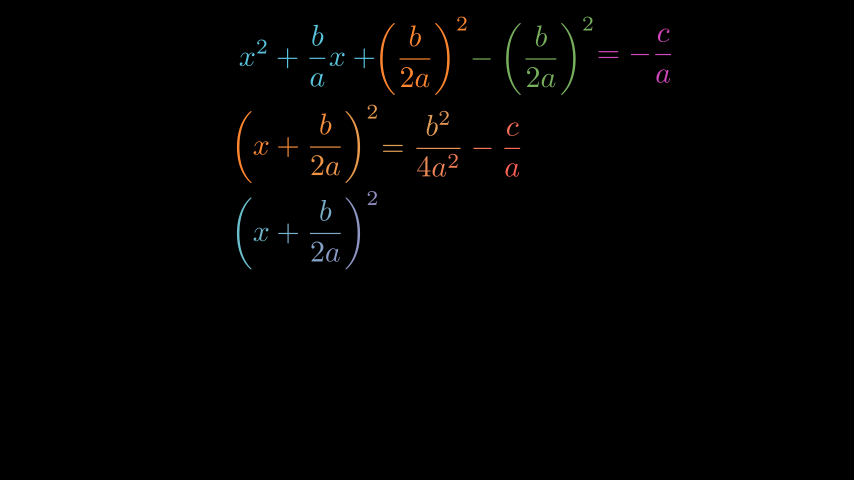 x² + b/a x + (b/2a)² − (b/2a)² = − c/a
(x + b/2a)² = b²/4a² − c/a
(x + b/2a)²